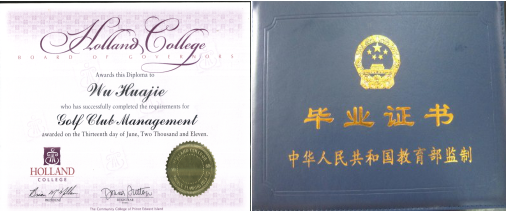 Holland College
BOARD OF GOVERNORS
Awards this Diploma to
Wu Huajie
who has successfully completed the requirements for
Golf Club Management
awarded on the Thirteenth day of June, Two Thousand and Eleven.
HOLLAND
COLLEGE
The Community College of Prince Edward Island
毕业证书
中华人民共和国教育部监制